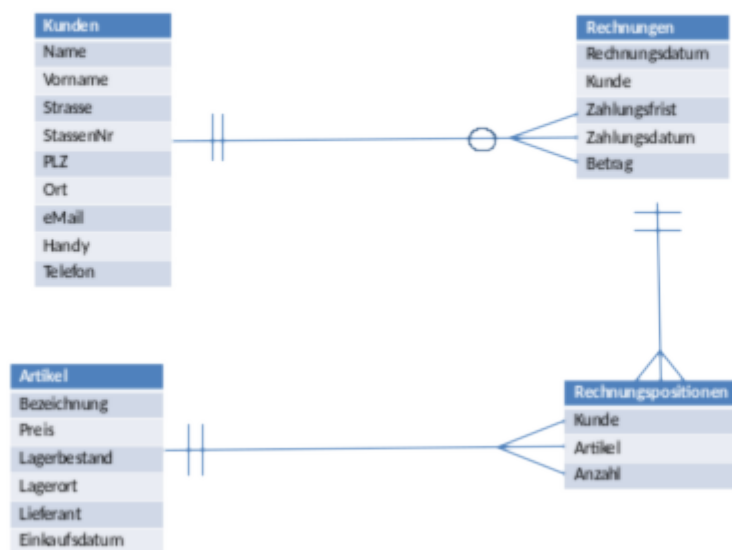 Kunden
Name
Vorname
Strasse
StassenNr
PLZ
Ort
eMail
Handy
Telefon
Rechnungen
Rechnungsdatum
Kunde
Zahlungsfrist
Zahlungsdatum
Betrag
Artikel
Bezeichnung
Preis
Lagerbestand
Lagerort
Lieferant
Einkaufsdatum
Rechnungspositionen
Kunde
Artikel
Anzahl